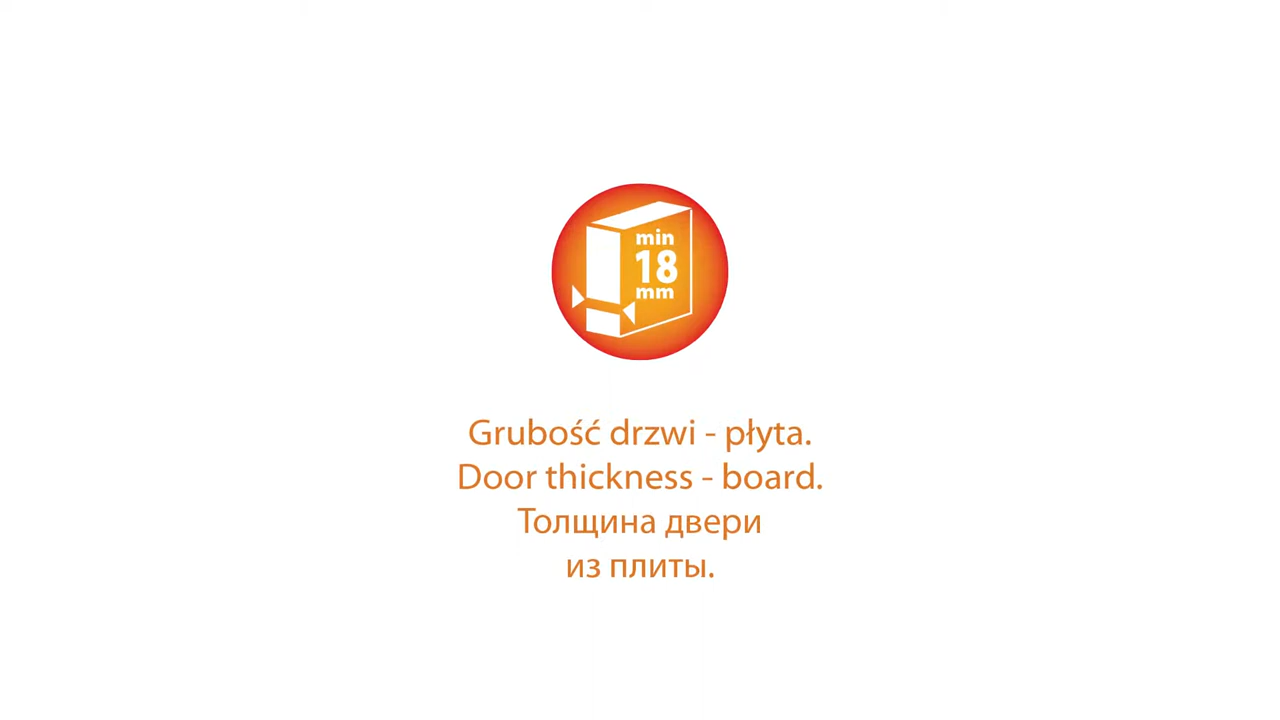 min
18
mm
Grubość drzwi - płyta.
Door thickness - board.
Толщина двери
из плиты.